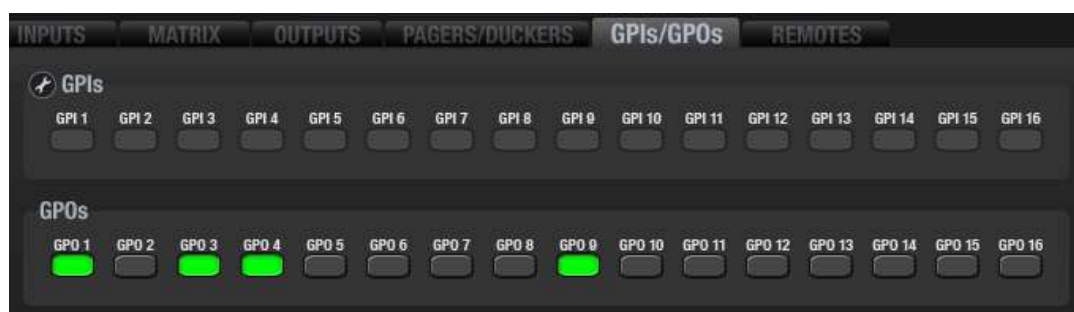 INPUTS MATRIX OUTPUTS PAGERS/DUCKERS GPIs/GPOs REMOTES
GPIs
GPI 1 GPI 2 GPI 3 GPI 4 GPI 5 GPI 6 GPI 7 GPI 8 GPI 9 GPI 10 GPI 11 GPI 12 GPI 13 GPI 14 GPI 15 GPI 16
GPOs
GPO 1 GPO 2 GPO 3 GPO 4 GPO 5 GPO 6 GPO 7 GPO 8 GPO 9 GPO 10 GPO 11 GPO 12 GPO 13 GPO 14 GPO 15 GPO 16